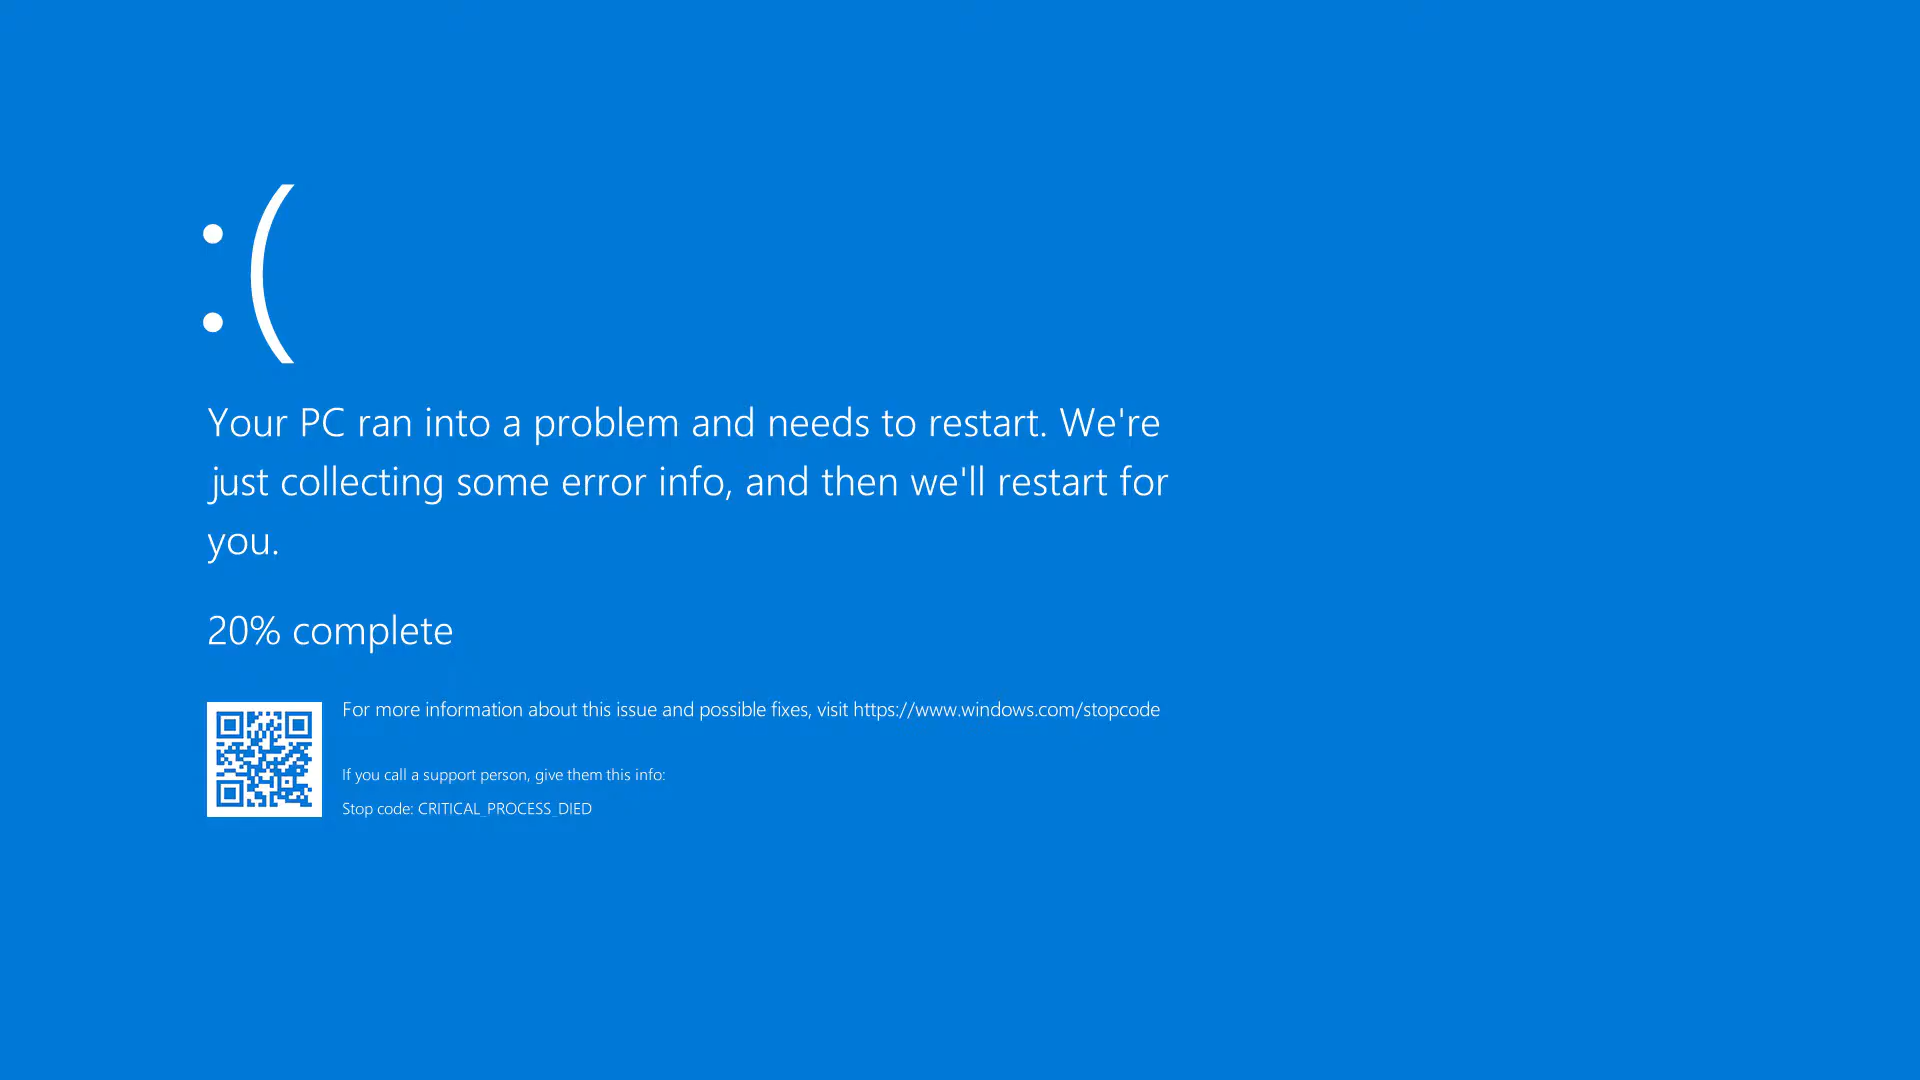 :(
Your PC ran into a problem and needs to restart. We're
just collecting some error info, and then we'll restart for
you.
20% complete
For more information about this issue and possible fixes, visit https://www.windows.com/stopcode
If you call a support person, give them this info:
Stop code: CRITICAL_PROCESS_DIED